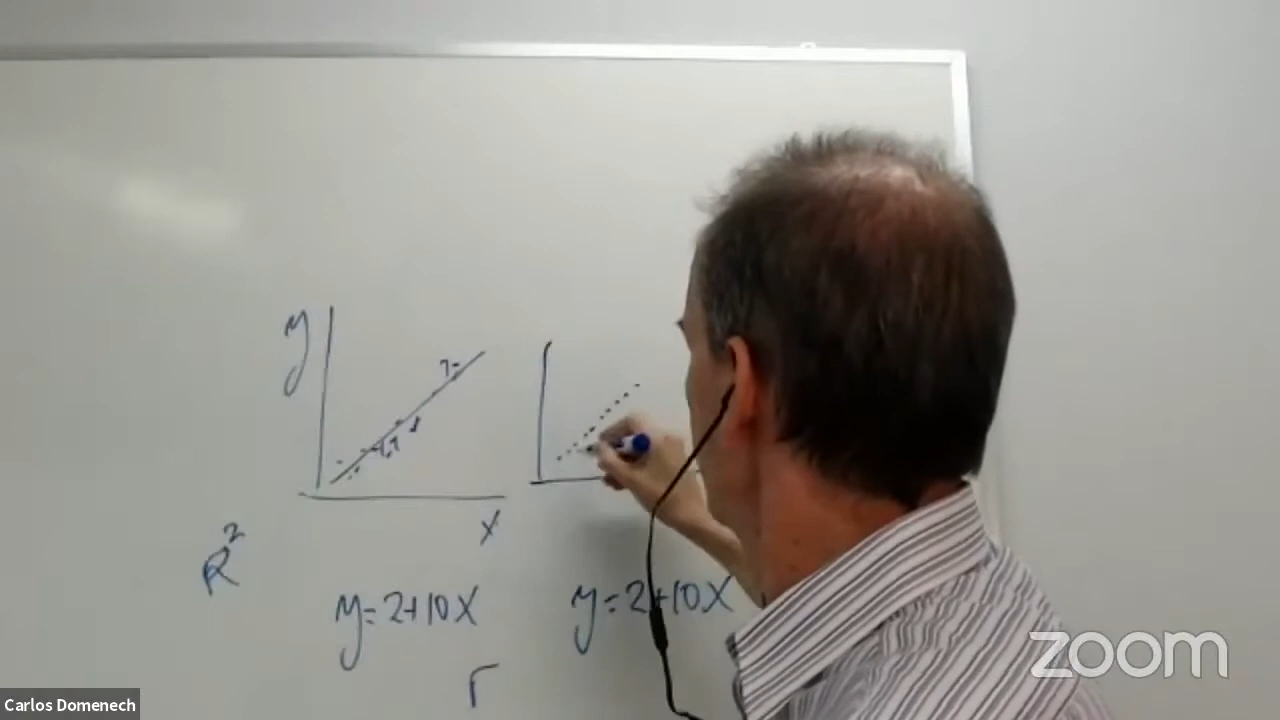 y
x
R²
y=2+10x
y=2+10x
r
Carlos Domenech
zoom